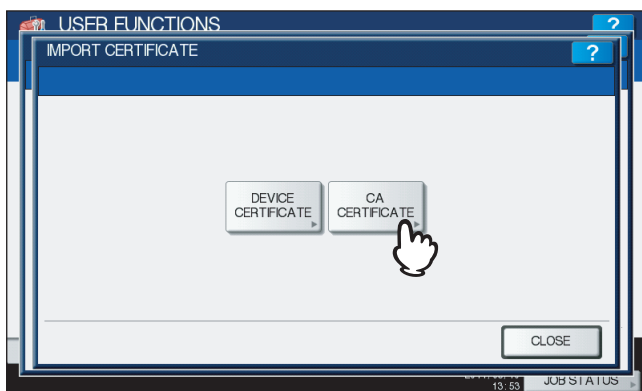 USER FUNCTIONS
?
IMPORT CERTIFICATE
?
DEVICE
CERTIFICATE
CA
CERTIFICATE
CLOSE
13:53
JOB STATUS